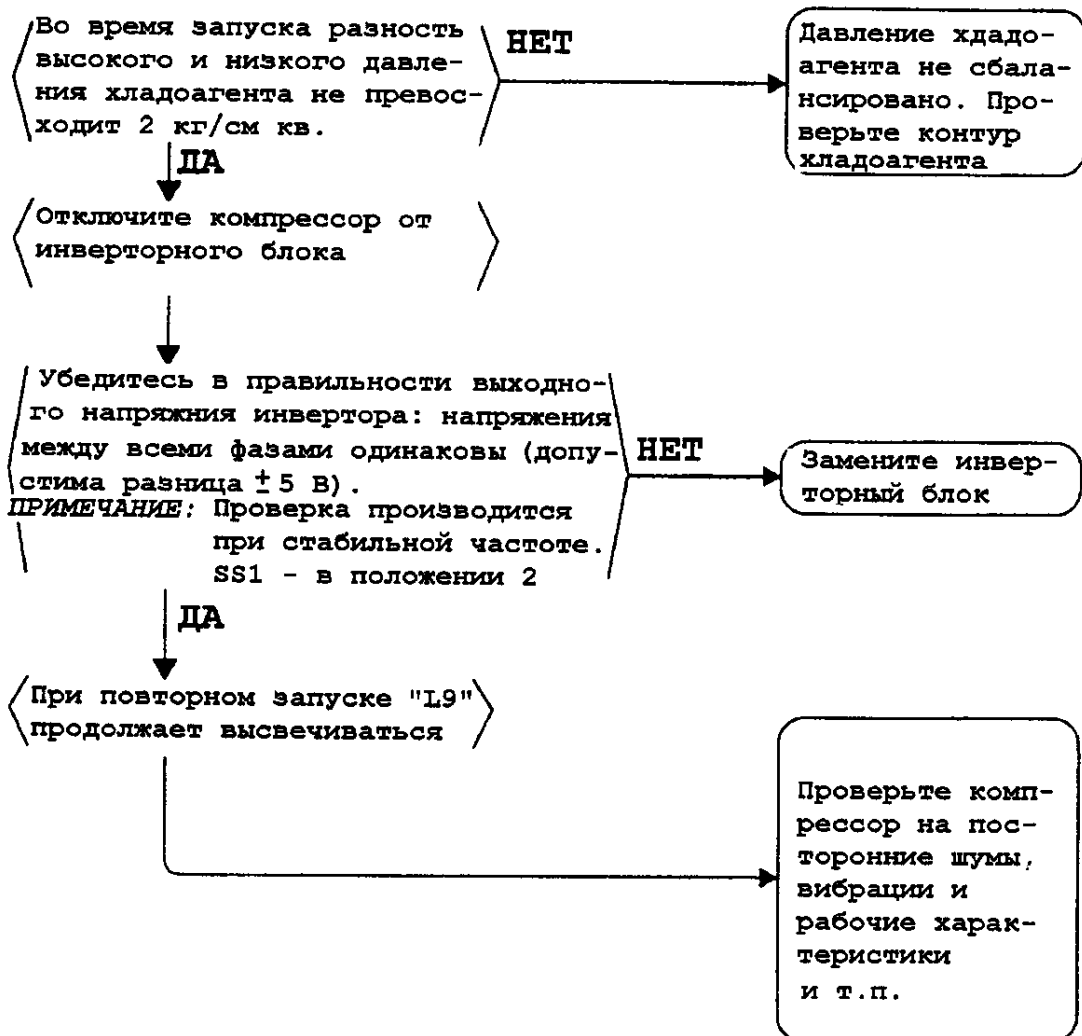 Во время запуска разность
высокого и низкого давле-
ния хладоагента не превос-
ходит 2 кг/см кв.
НЕТ
Давление хдадо-
агента не сбала-
нсировано. Про-
верьте контур
хладоагента
ДА
Отключите компрессор от
инверторного блока
Убедитесь в правильности выходно-
го напряжния инвертора: напряжения
между всеми фазами одинаковы (допу-
стима разница ± 5 В).
ПРИМЕЧАНИЕ: Проверка производится
при стабильной частоте.
SS1 - в положении 2
НЕТ
Замените инвер-
торный блок
ДА
При повторном запуске "L9"
продолжает высвечиваться
Проверьте комп-
рессор на пос-
торонние шумы,
вибрации и
рабочие харак-
теристики
и т.п.